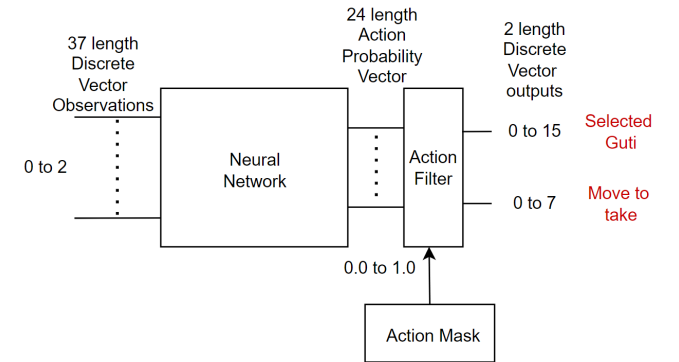 37 length
Discrete
Vector
Observations
0 to 2
Neural
Network
24 length
Action
Probability
Vector
0.0 to 1.0
Action
Filter
Action Mask
2 length
Discrete
Vector
outputs
0 to 15
Selected
Guti
0 to 7
Move to
take